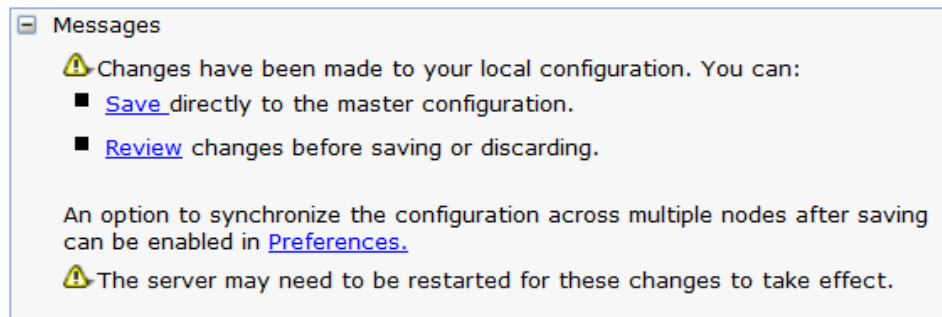 Messages
Changes have been made to your local configuration. You can:
Save directly to the master configuration.
Review changes before saving or discarding.
An option to synchronize the configuration across multiple nodes after saving
can be enabled in Preferences.
The server may need to be restarted for these changes to take effect.